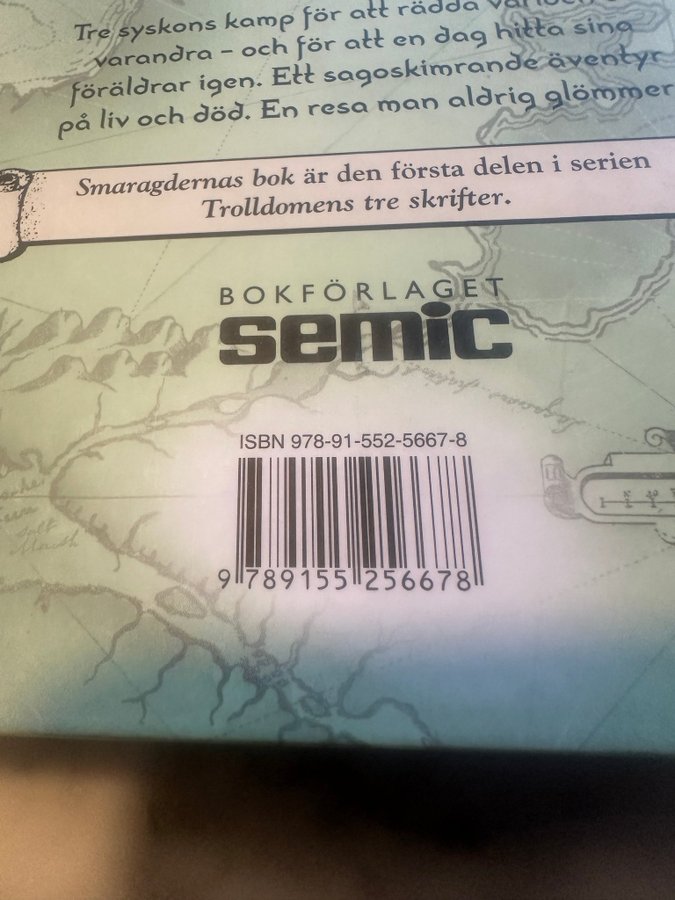 Tre syskons kamp för att rädda
varandra – och för att en dag hitta sina
föräldrar igen. Ett sagoskimrande äventyr
på liv och död. En resa man aldrig glömmer
Smaragdernas bok är den första delen i serien
Trolldomens tre skrifter.
BOKFÖRLAGET
semic
ISBN 978-91-552-5667-8
9 789155 256678